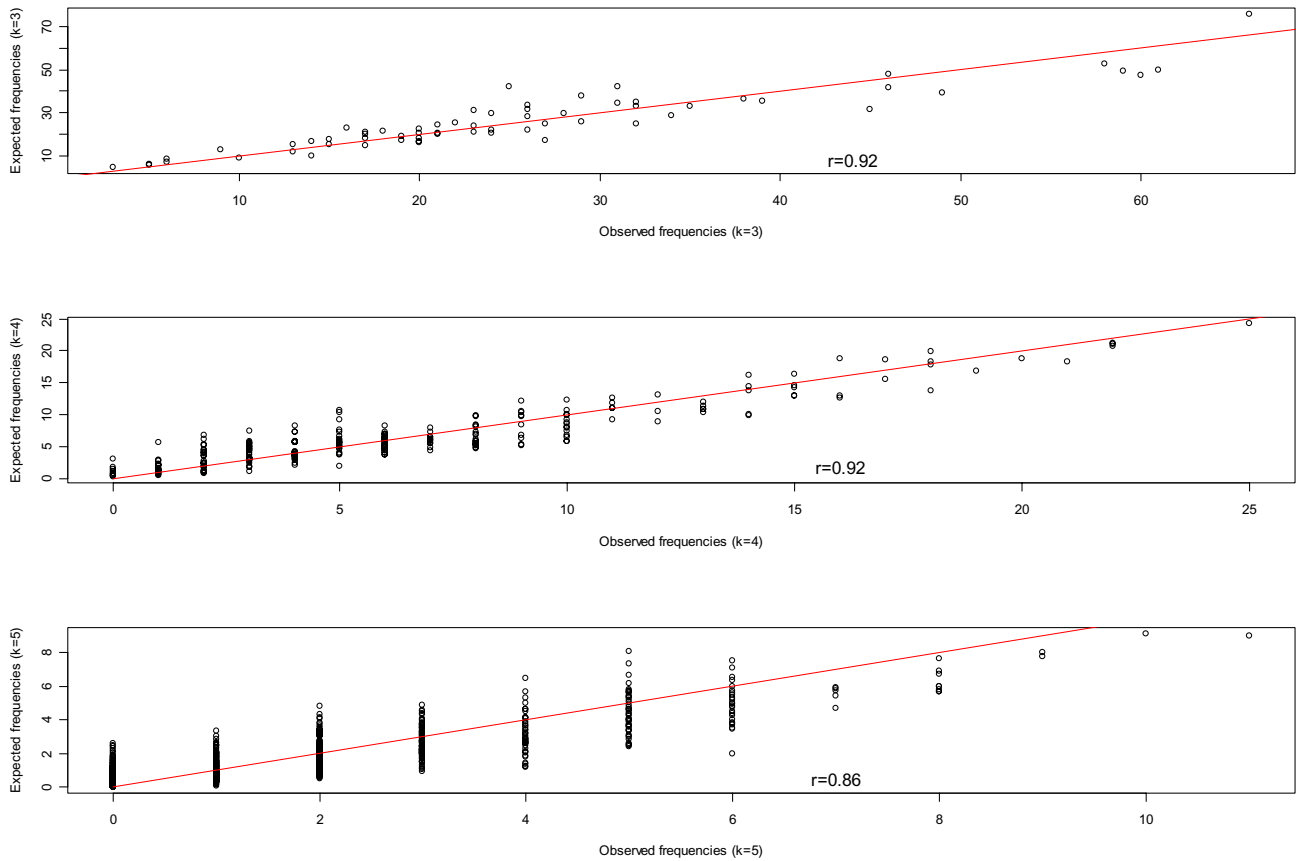 Expected frequencies (k=3)
70
50
30
10
r=0.92
10 20 30 40 50 60
Observed frequencies (k=3)
Expected frequencies (k=4)
25
20
15
10
5
0
r=0.92
0 5 10 15 20 25
Observed frequencies (k=4)
Expected frequencies (k=5)
8
6
4
2
0
r=0.86
0 2 4 6 8 10
Observed frequencies (k=5)